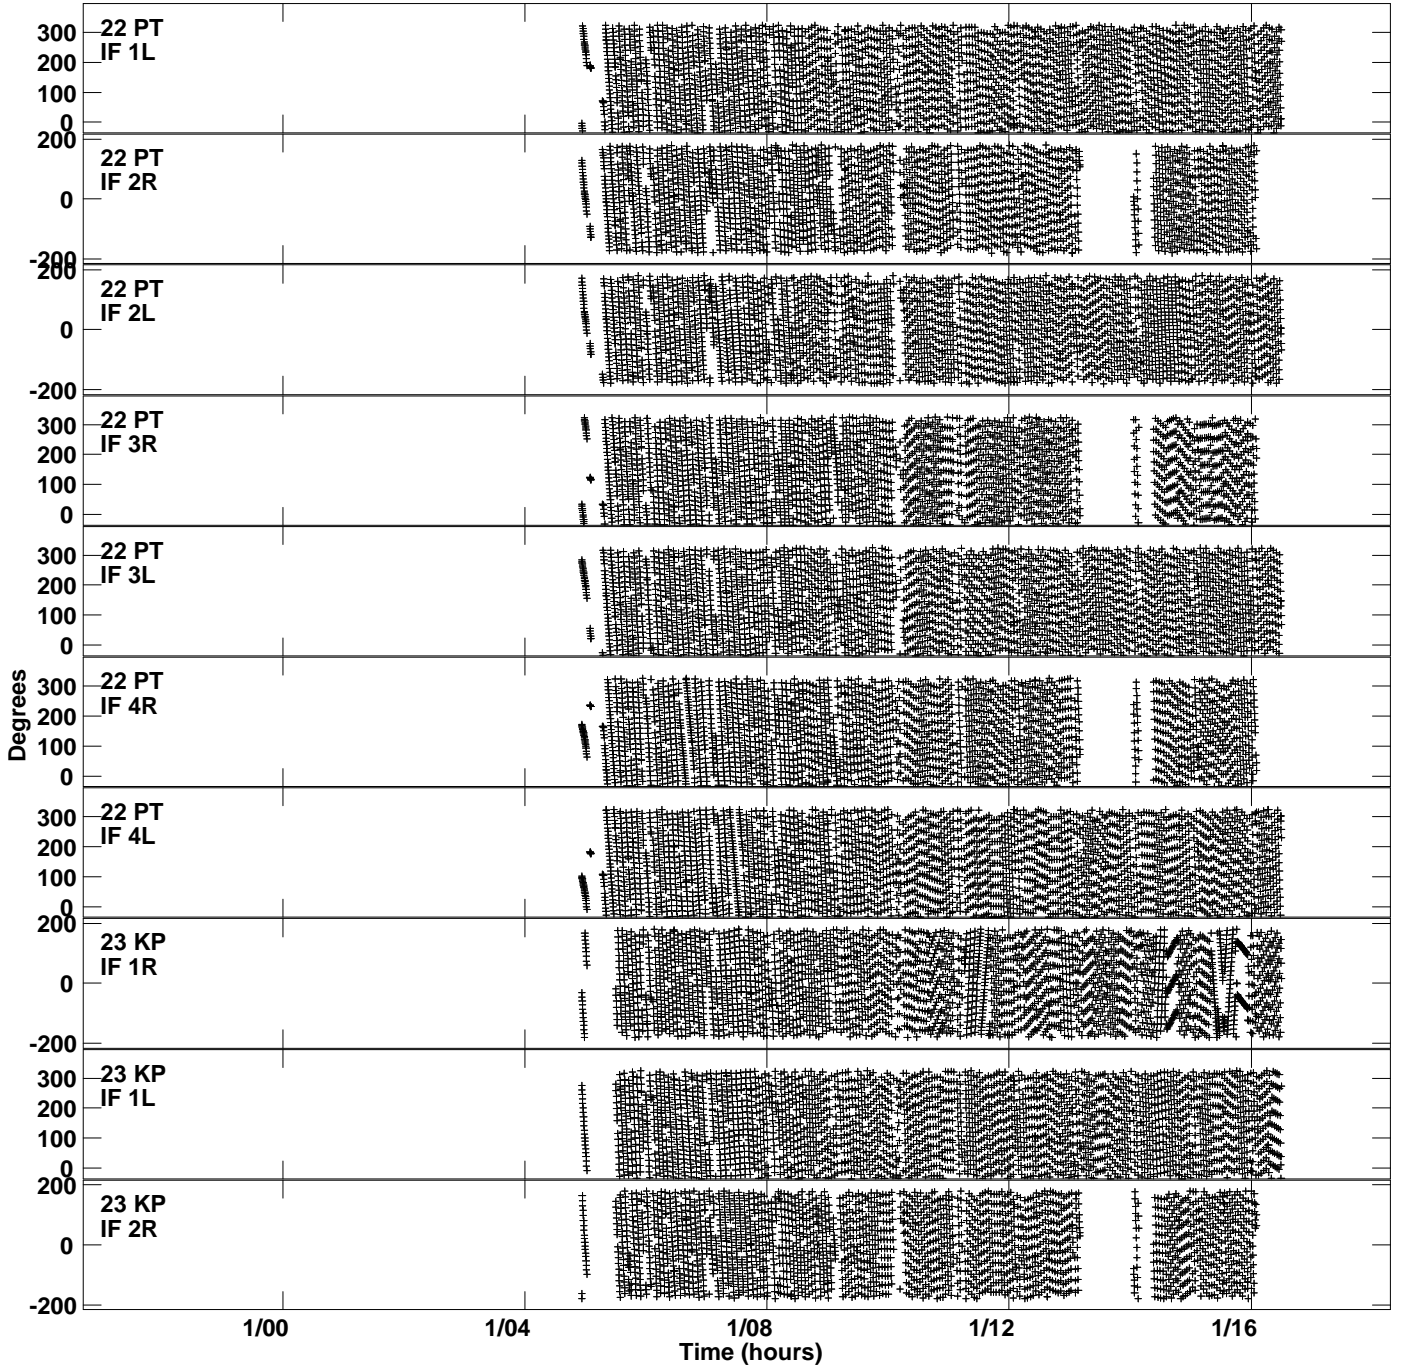 22 PT
IF 1L
300
200
100
0
22 PT
IF 2R
200
0
-200
22 PT
IF 2L
200
0
-200
22 PT
IF 3R
300
200
100
0
22 PT
IF 3L
300
200
100
0
22 PT
IF 4R
300
200
100
0
22 PT
IF 4L
300
200
100
0
23 KP
IF 1R
200
0
-200
23 KP
IF 1L
300
200
100
0
23 KP
IF 2R
200
0
-200
Degrees
1/00 1/04 1/08 1/12 1/16
Time (hours)